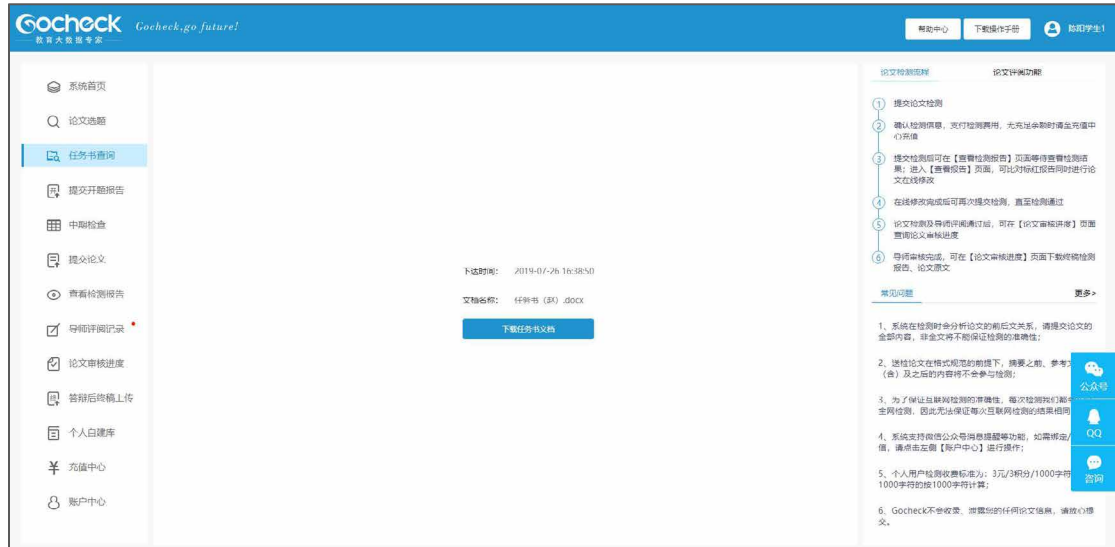 Gocheck
教育大数据专家
Gocheck,go future!
帮助中心
下载操作手册
陈阳学生1
系统首页
论文选题
任务书查询
提交开题报告
中期检查
提交论文
查看检测报告
导师评阅记录
论文审核进度
答辩后终稿上传
个人自建库
充值中心
账户中心
下达时间: 2019-07-26 16:38:50
文档名称: 任务书（赵）.docx
下载任务书文档
论文检测流程
论文评阅功能
1 提交论文检测
2 确认检测信息，支付检测费用，无充足余额时请至充值中
心充值
3 提交检测后可在【查看检测报告】页面等待查看检测结
果；进入【查看报告】页面，可比对标红报告同时进行论
文在线修改
4 在线修改完成后可再次提交检测，直至检测通过
5 论文检测及导师评阅通过后，可在【论文审核进度】页面
查询论文审核进度
6 导师审核完成，可在【论文审核进度】页面下载终稿检测
报告、论文原文
常见问题
更多>
1、系统在检测时会分析论文的前后文关系，请提交论文的
全部内容，非全文将不能保证检测的准确性；
2、送检论文在格式规范的前提下，摘要之前、参考文
（含）及之后的内容将不会参与检测；
3、为了保证互联网检测的准确性，每次检测我们都
全网检测，因此无法保证每次互联网检测的结果相同
4、系统支持微信公众号消息提醒等功能，如需绑定/
信，请点击左侧【账户中心】进行操作；
5、个人用户检测收费标准为：3元/3积分/1000字符
1000字符的按1000字符计算；
6、Gocheck不会收录、泄露您的任何论文信息，请放心提
交。
公众号
QQ
咨询